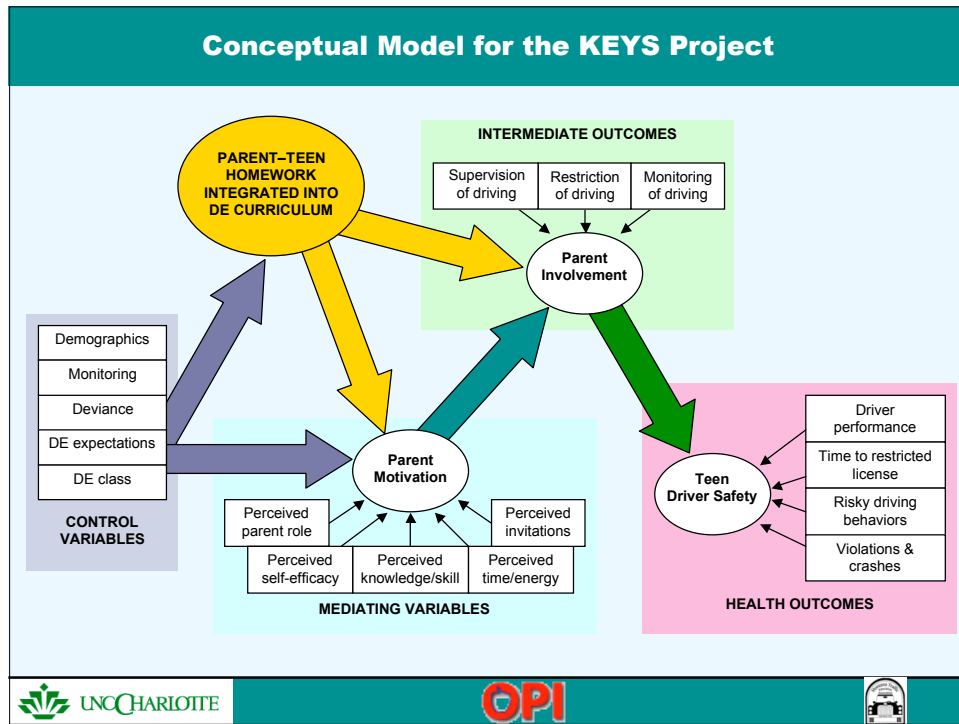 Conceptual Model for the KEYS Project
PARENT–TEEN
HOMEWORK
INTEGRATED INTO
DE CURRICULUM
INTERMEDIATE OUTCOMES
Supervision
of driving
Restriction
of driving
Monitoring
of driving
Parent
Involvement
Demographics
Monitoring
Deviance
DE expectations
DE class
CONTROL
VARIABLES
Parent
Motivation
Perceived
parent role
Perceived
invitations
Perceived
self-efficacy
Perceived
knowledge/skill
Perceived
time/energy
MEDIATING VARIABLES
Teen
Driver Safety
Driver
performance
Time to restricted
license
Risky driving
behaviors
Violations &
crashes
HEALTH OUTCOMES
UNC CHARLOTTE
OPI